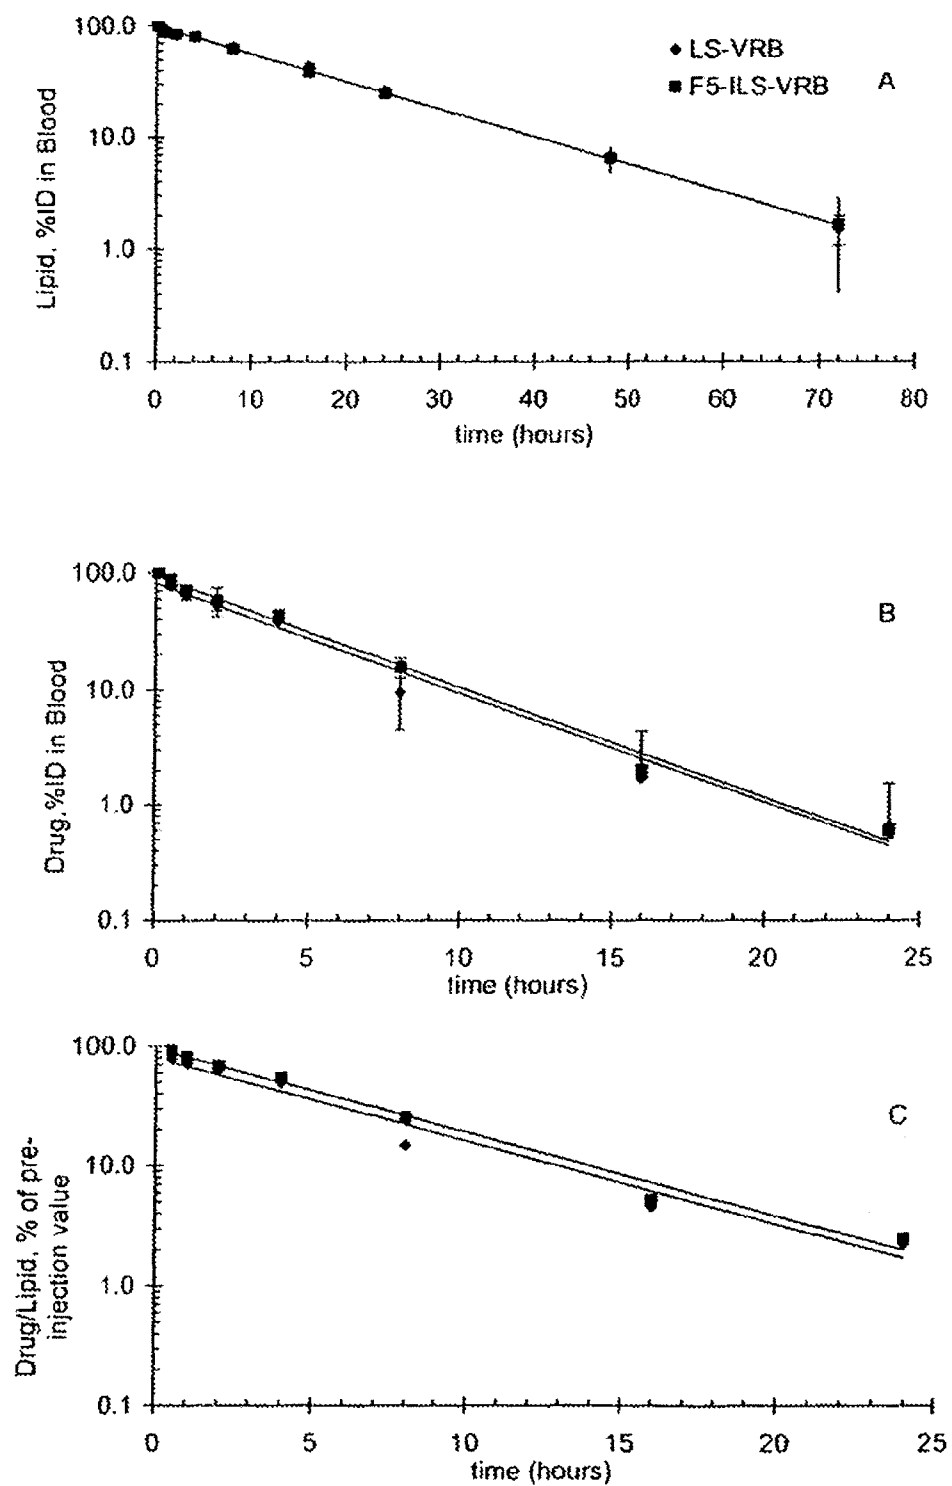 100.0
LS-VRB
F5-ILS-VRB
A
10.0
1.0
0.1
Lipid, %ID in Blood
0 10 20 30 40 50 60 70 80
time (hours)
100.0
B
10.0
1.0
0.1
Drug, %ID in Blood
0 5 10 15 20 25
time (hours)
100.0
C
10.0
1.0
0.1
Drug/Lipid, % of pre-
injection value
0 5 10 15 20 25
time (hours)